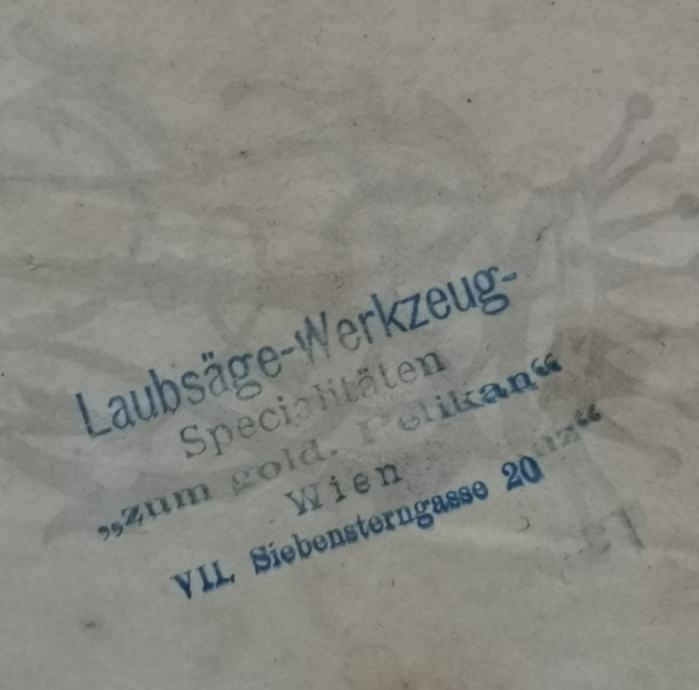 Laubsäge-Werkzeug-
Specialitäten
„zum gold. Pelikan“
Wien
VII. Siebensterngasse 20